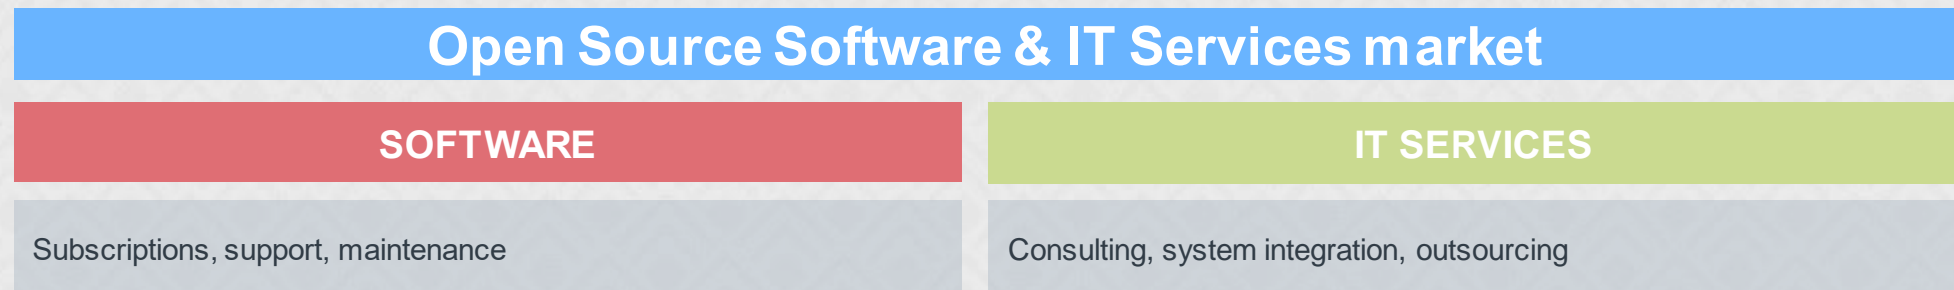 Open Source Software & IT Services market
SOFTWARE
IT SERVICES
Subscriptions, support, maintenance
Consulting, system integration, outsourcing